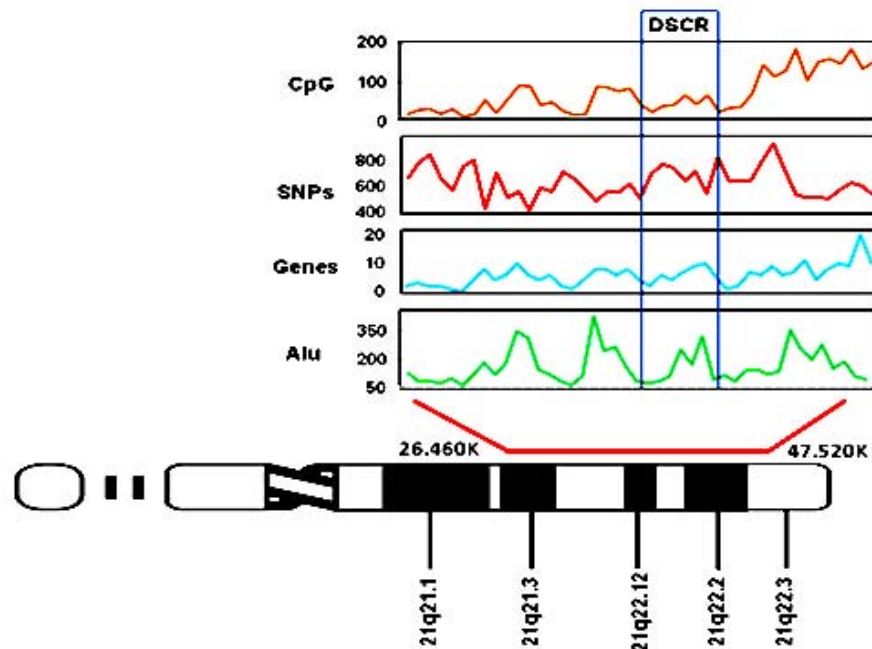 DSCR
CpG
200
100
0
SNPs
800
600
400
Genes
20
10
0
Alu
350
200
50
26.460K
47.520K
21q21.1
21q21.3
21q22.12
21q22.2
21q22.3